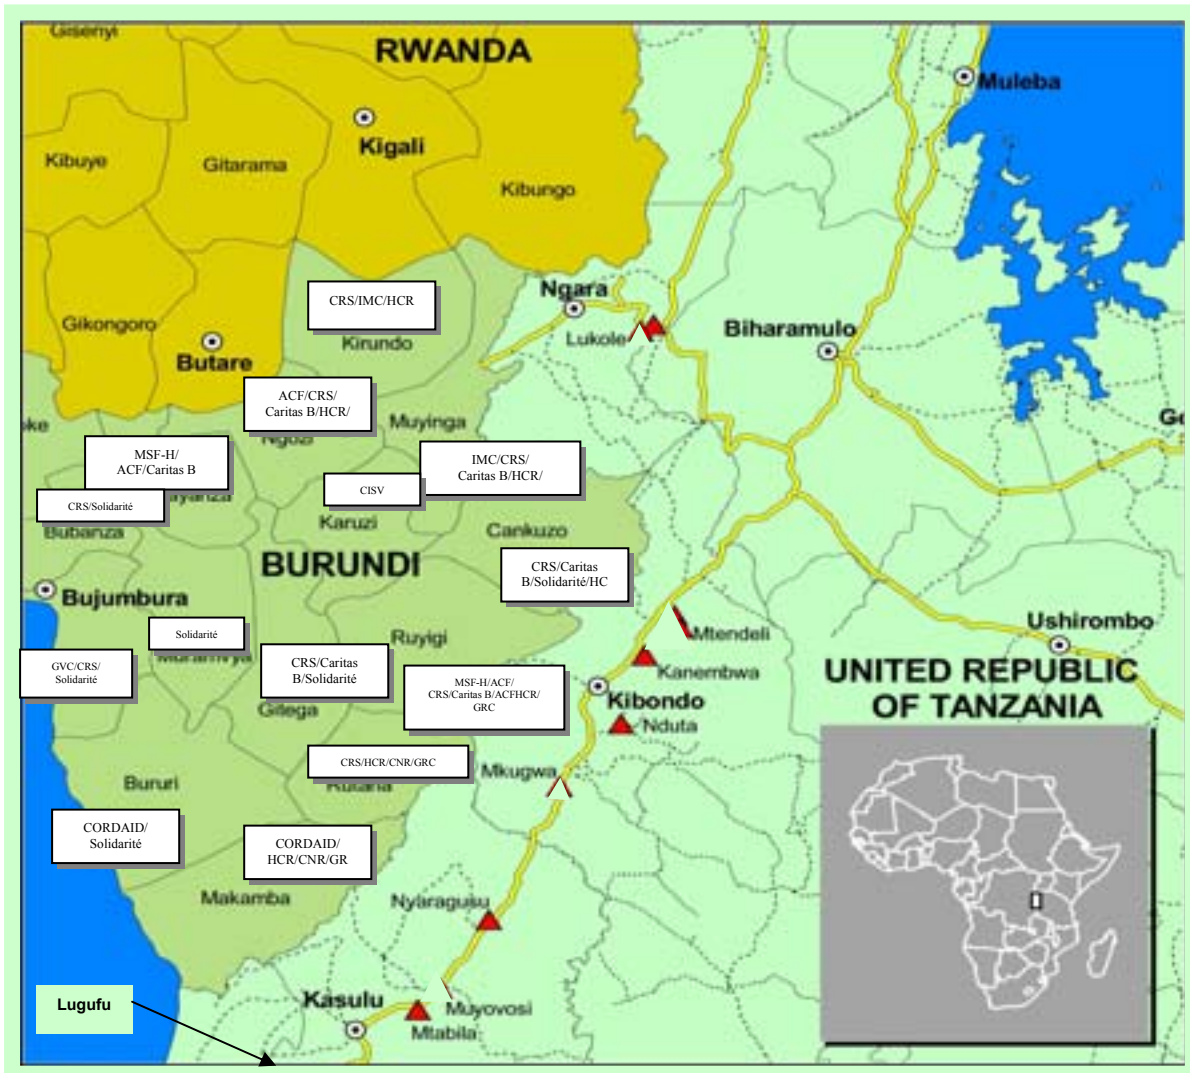 Gisenyi
RWANDA
Muleba
Kigali
Kibuye
Gitarama
Kibungo
CRS/IMC/HCR
Ngara
Gikongoro
Lukole
Biharamulo
Kirundo
Butare
ACF/CRS/
Caritas B/HCR/
Muyinga
Ngozi
MSF-H/
ACF/Caritas B
IMC/CRS/
Caritas B/HCR/
CISV
CRS/Solidarité
Karuzi
Bubanza
Cankuzo
BURUNDI
CRS/Caritas
B/Solidarité/HC
Bujumbura
Ushirombo
Mtendeli
Solidarité
Ruyigi
Muramvya
Kanembwa
UNITED REPUBLIC
OF TANZANIA
GVC/CRS/
Solidarité
CRS/Caritas
B/Solidarité
MSF-H/ACF/
CRS/Caritas B/ACFHCR/
GRC
Kibondo
Gitega
Nduta
CRS/HCR/CNR/GRC
Mkugwa
Bururi
Rutana
CORDAID/
Solidarité
CORDAID/
HCR/CNR/GR
Makamba
Nyaragusu
Lugufu
Kasulu
Muyovosi
Mtabila